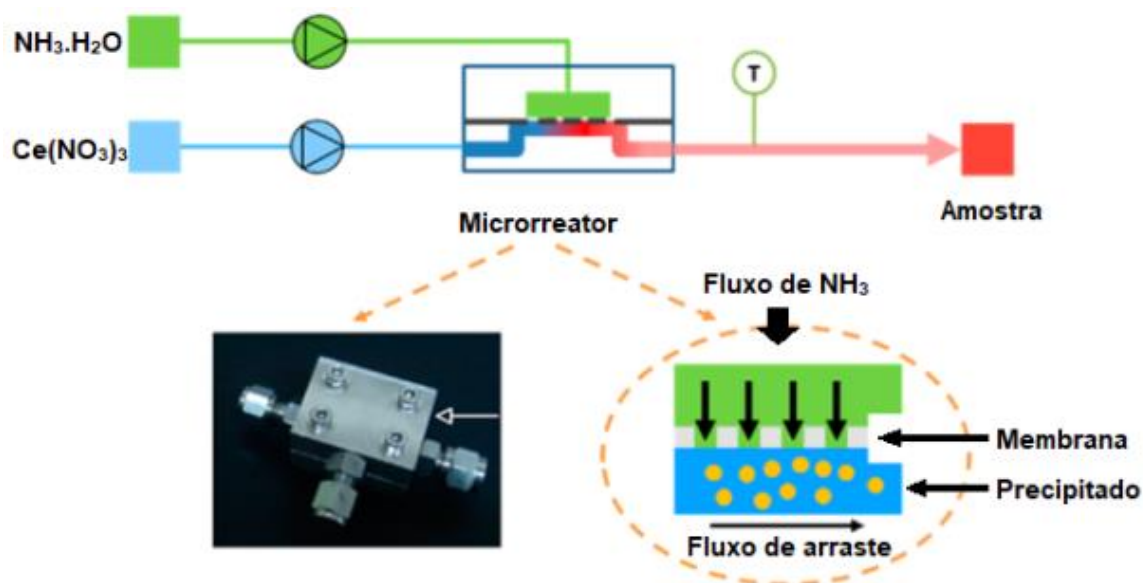 NH₃.H₂O
T
Ce(NO₃)₃
Amostra
Microrreator
Fluxo de NH₃
Membrana
Precipitado
Fluxo de arraste